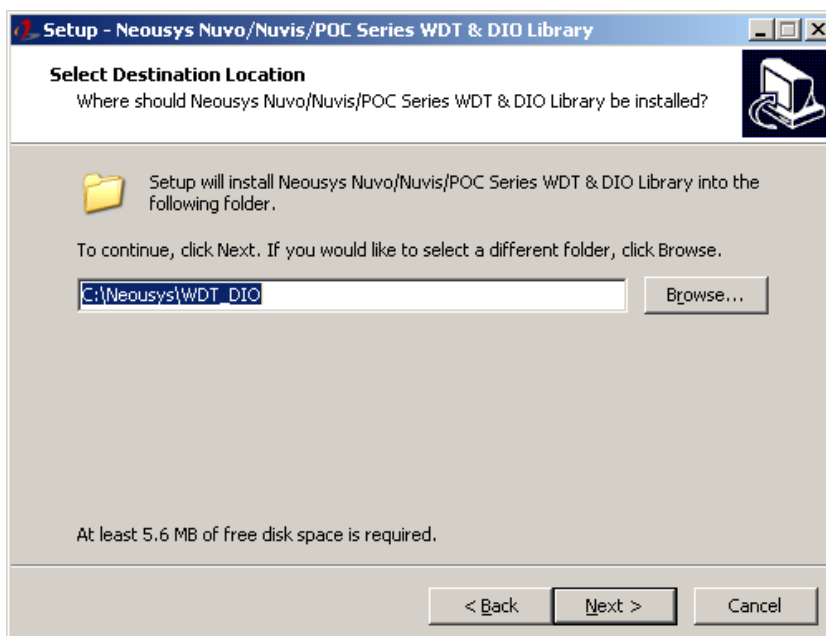 Setup - Neousys Nuvo/Nuvis/POC Series WDT & DIO Library
Select Destination Location
Where should Neousys Nuvo/Nuvis/POC Series WDT & DIO Library be installed?
Setup will install Neousys Nuvo/Nuvis/POC Series WDT & DIO Library into the
following folder.
To continue, click Next. If you would like to select a different folder, click Browse.
C:\Neousys\WDT_DIO
Browse...
At least 5.6 MB of free disk space is required.
< Back
Next >
Cancel